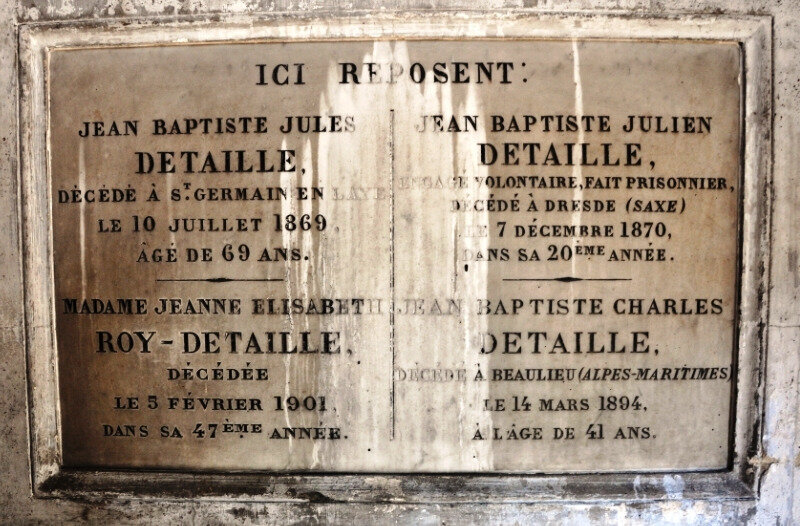 ICI REPOSENT:
JEAN BAPTISTE JULES
DETAILLE,
DÉCÉDÉ À S.T GERMAIN EN LAYE
LE 10 JUILLET 1869,
ÂGÉ DE 69 ANS.
MADAME JEANNE ELISABETH
ROY-DETAILLE,
DÉCÉDÉE
LE 5 FÉVRIER 1901,
DANS SA 47ÈME ANNÉE.
JEAN BAPTISTE JULIEN
DETAILLE,
ENGAGÉ VOLONTAIRE, FAIT PRISONNIER,
DÉCÉDÉ À DRESDE (SAXE)
LE 7 DÉCEMBRE 1870,
DANS SA 20ÈME ANNÉE.
JEAN BAPTISTE CHARLES
DETAILLE,
DÉCÉDÉ À BEAULIEU (ALPES-MARITIMES)
LE 14 MARS 1894,
À L'ÂGE DE 41 ANS.